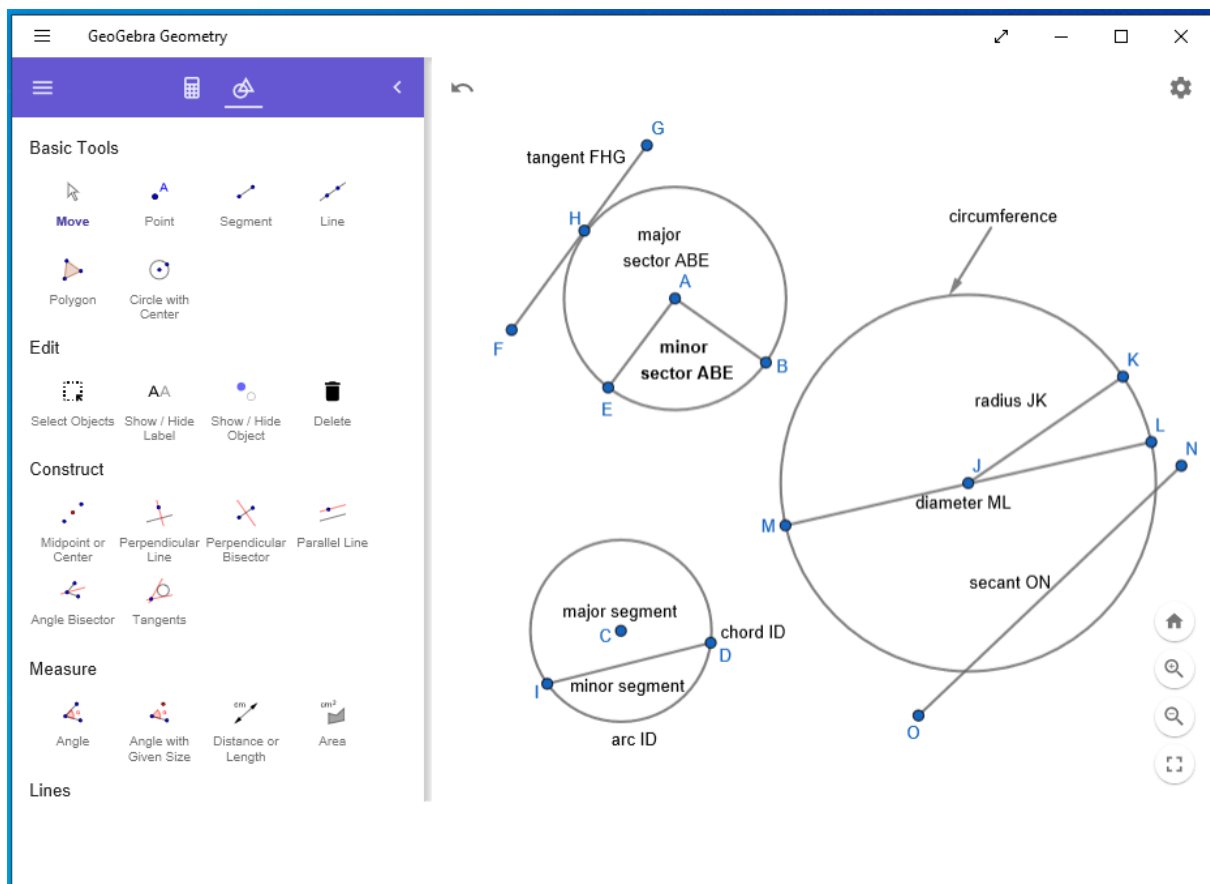 GeoGebra Geometry
Basic Tools
A
Move
Point
Segment
Line
Polygon
Circle with
Center
Edit
AA
Select Objects
Show / Hide
Label
Show / Hide
Object
Delete
Construct
Midpoint or
Center
Perpendicular
Line
Perpendicular
Bisector
Parallel Line
Angle Bisector
Tangents
Measure
a
a
cm
cm²
Angle
Angle with
Given Size
Distance or
Length
Area
Lines
G
tangent FHG
H
major
sector ABE
A
F
minor
sector ABE
B
E
circumference
K
radius JK
L
J
N
diameter ML
M
secant ON
O
major segment
C
chord ID
D
I
minor segment
arc ID